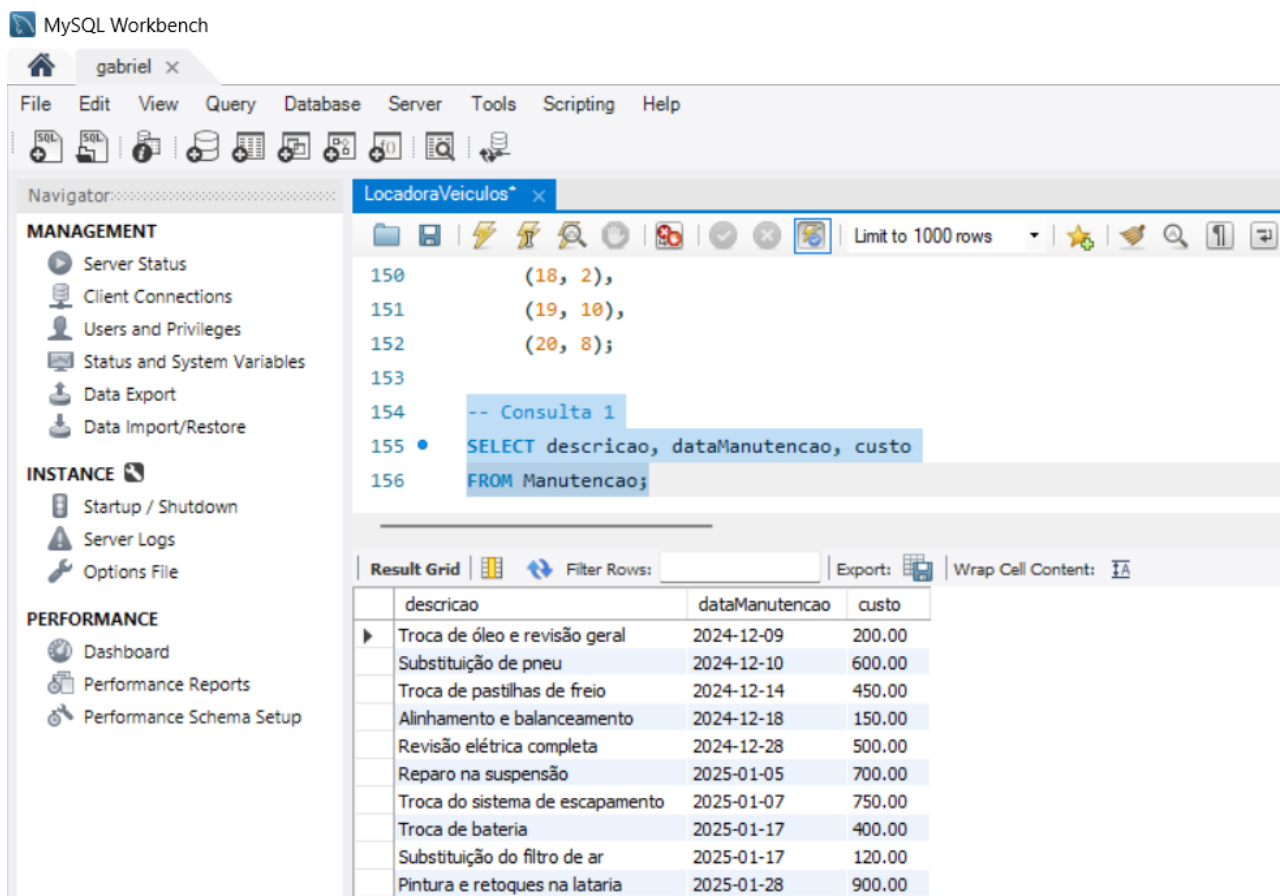 MySQL Workbench
gabriel
File Edit View Query Database Server Tools Scripting Help
Navigator
MANAGEMENT
Server Status
Client Connections
Users and Privileges
Status and System Variables
Data Export
Data Import/Restore
INSTANCE
Startup / Shutdown
Server Logs
Options File
PERFORMANCE
Dashboard
Performance Reports
Performance Schema Setup
LocadoraVeiculos*
Limit to 1000 rows
150 (18, 2),
151 (19, 10),
152 (20, 8);
153
154 -- Consulta 1
155 SELECT descricao, dataManutencao, custo
156 FROM Manutencao;
Result Grid Filter Rows: Export: Wrap Cell Content:
descricao dataManutencao custo
Troca de óleo e revisão geral 2024-12-09 200.00
Substituição de pneu 2024-12-10 600.00
Troca de pastilhas de freio 2024-12-14 450.00
Alinhamento e balanceamento 2024-12-18 150.00
Revisão elétrica completa 2024-12-28 500.00
Reparo na suspensão 2025-01-05 700.00
Troca do sistema de escapamento 2025-01-07 750.00
Troca de bateria 2025-01-17 400.00
Substituição do filtro de ar 2025-01-17 120.00
Pintura e retoques na lataria 2025-01-28 900.00